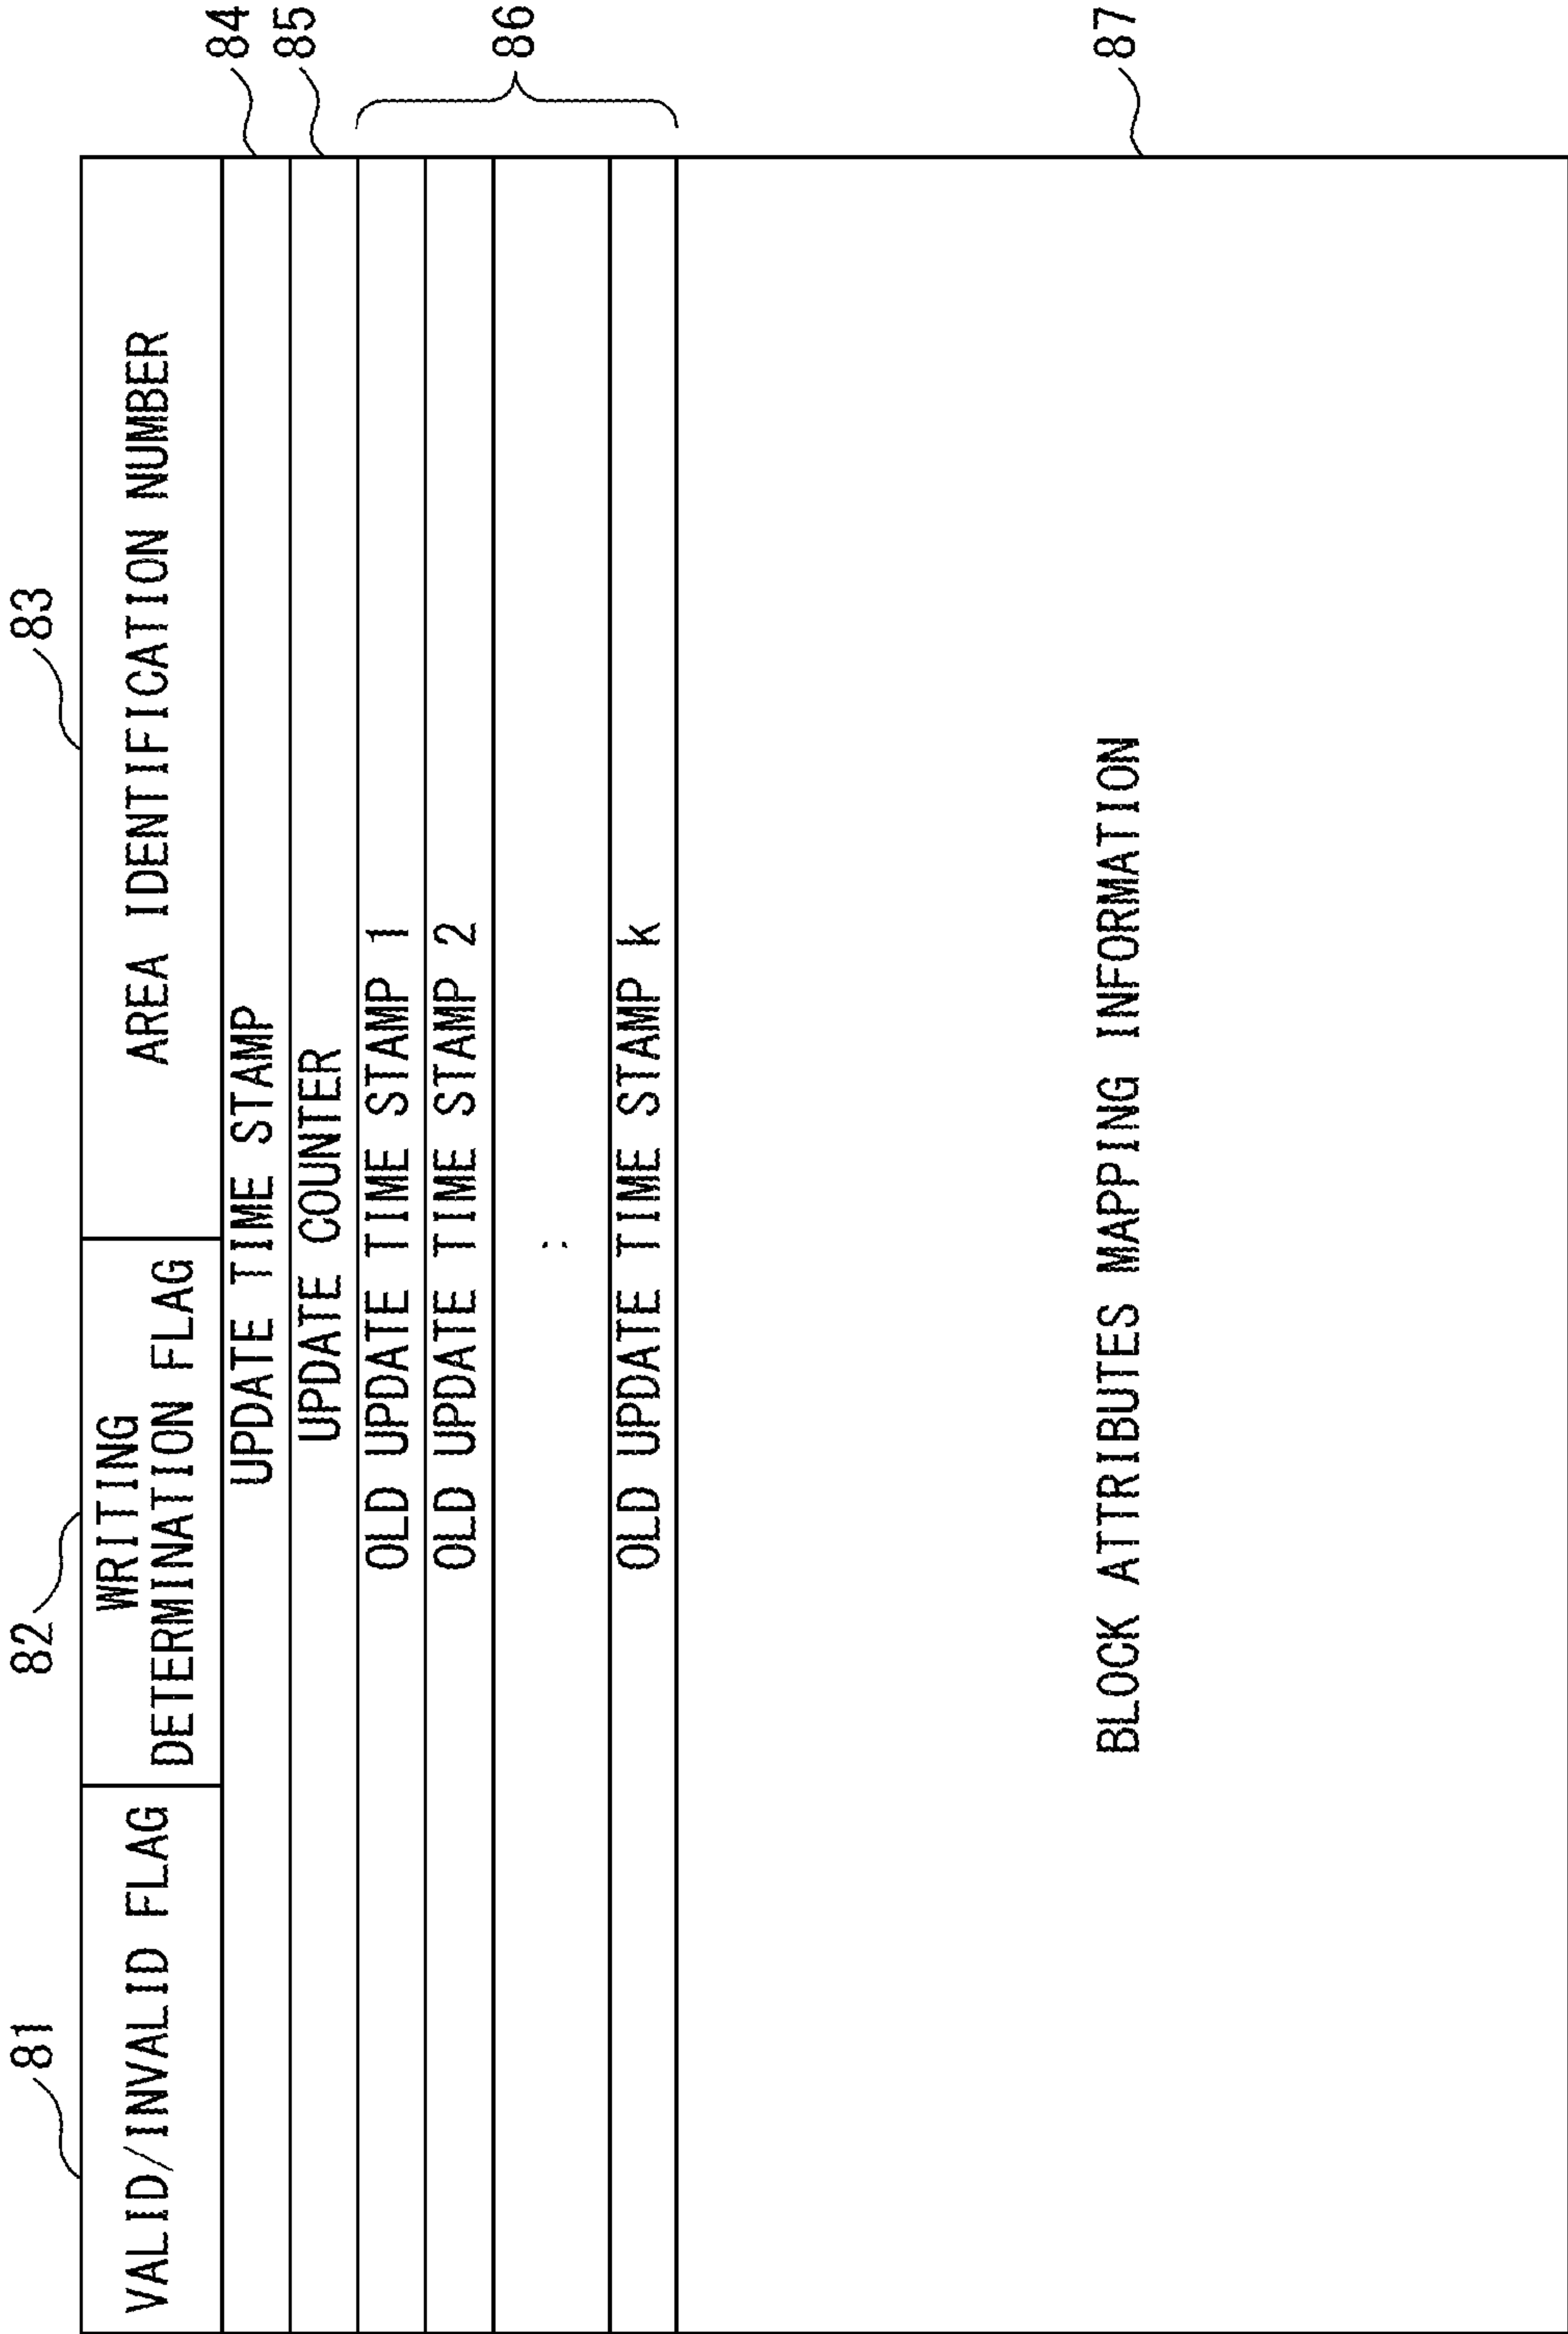 81
82
83
VALID/INVALID FLAG
WRITING
DETERMINATION FLAG
AREA IDENTIFICATION NUMBER
UPDATE TIME STAMP
84
UPDATE COUNTER
85
OLD UPDATE TIME STAMP 1
OLD UPDATE TIME STAMP 2
:
86
OLD UPDATE TIME STAMP k
BLOCK ATTRIBUTES MAPPING INFORMATION
87